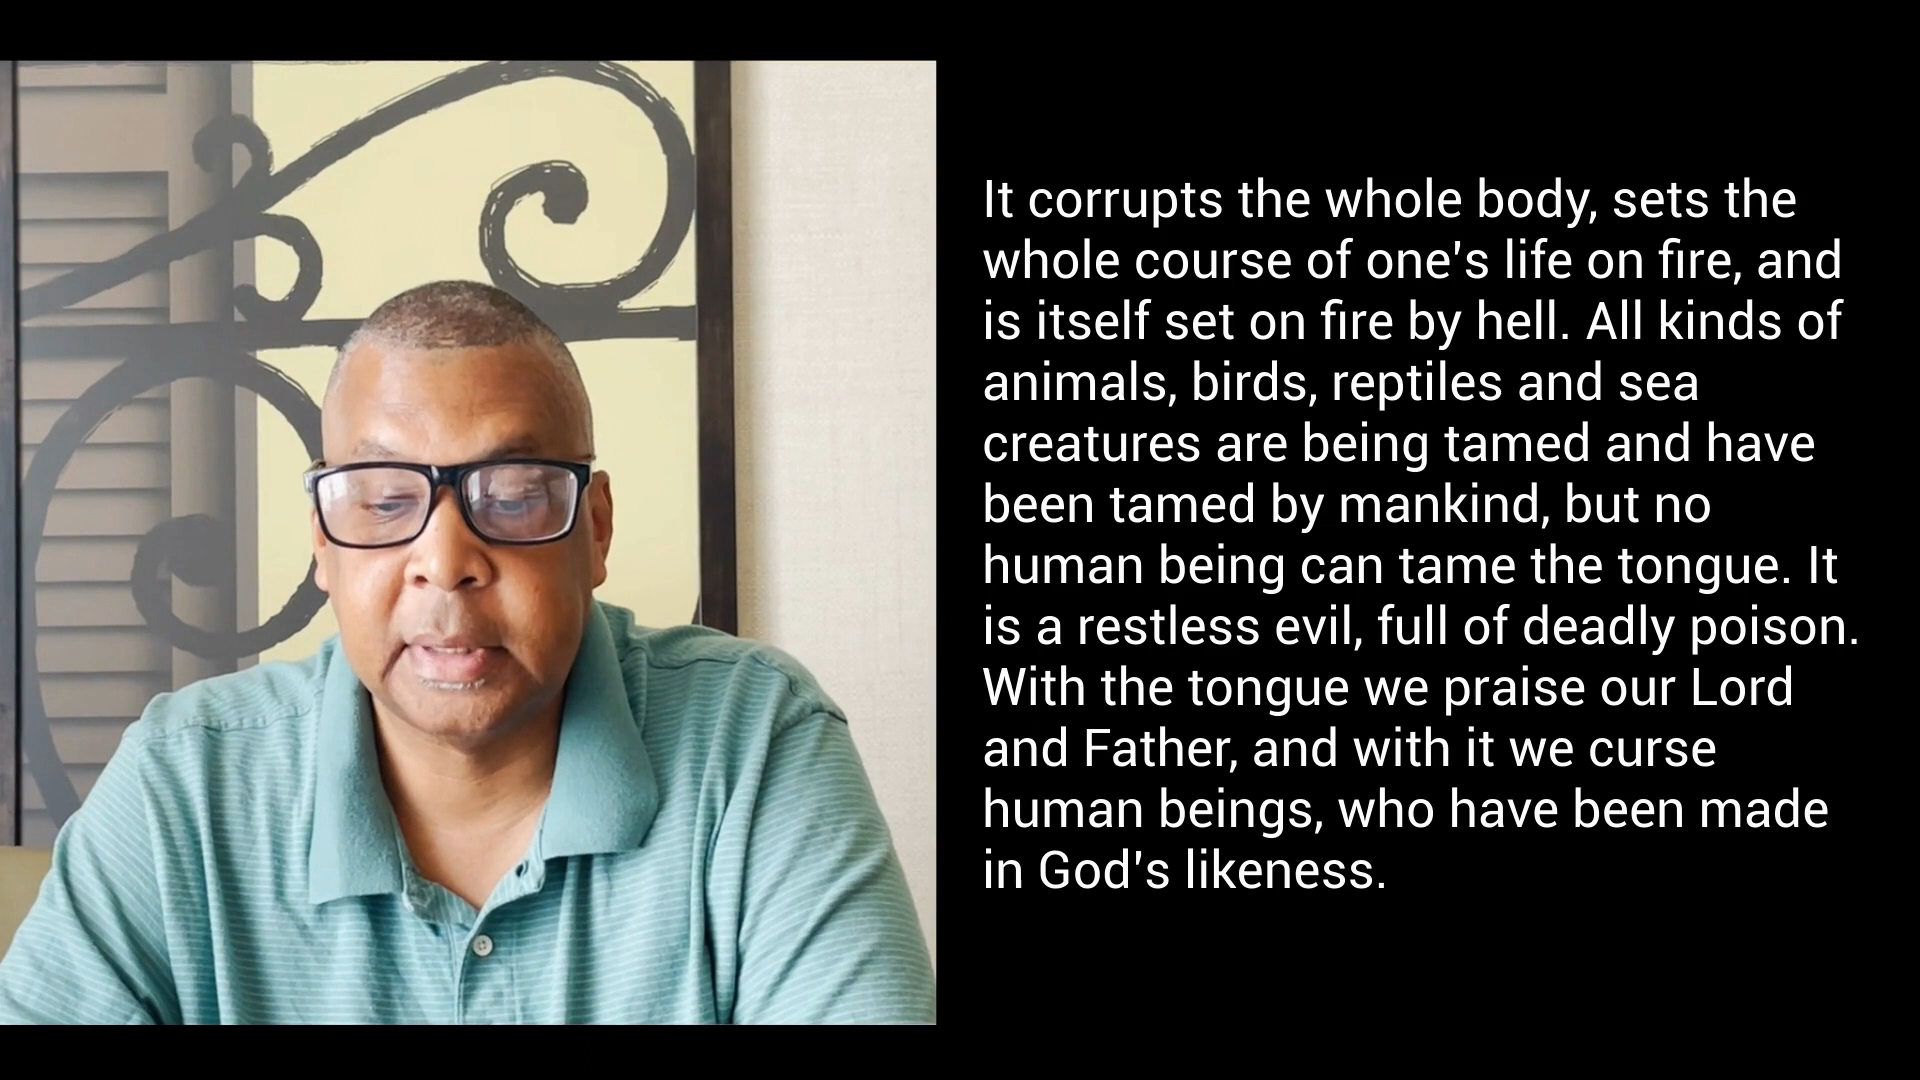 It corrupts the whole body, sets the
whole course of one's life on fire, and
is itself set on fire by hell. All kinds of
animals, birds, reptiles and sea
creatures are being tamed and have
been tamed by mankind, but no
human being can tame the tongue. It
is a restless evil, full of deadly poison.
With the tongue we praise our Lord
and Father, and with it we curse
human beings, who have been made
in God's likeness.